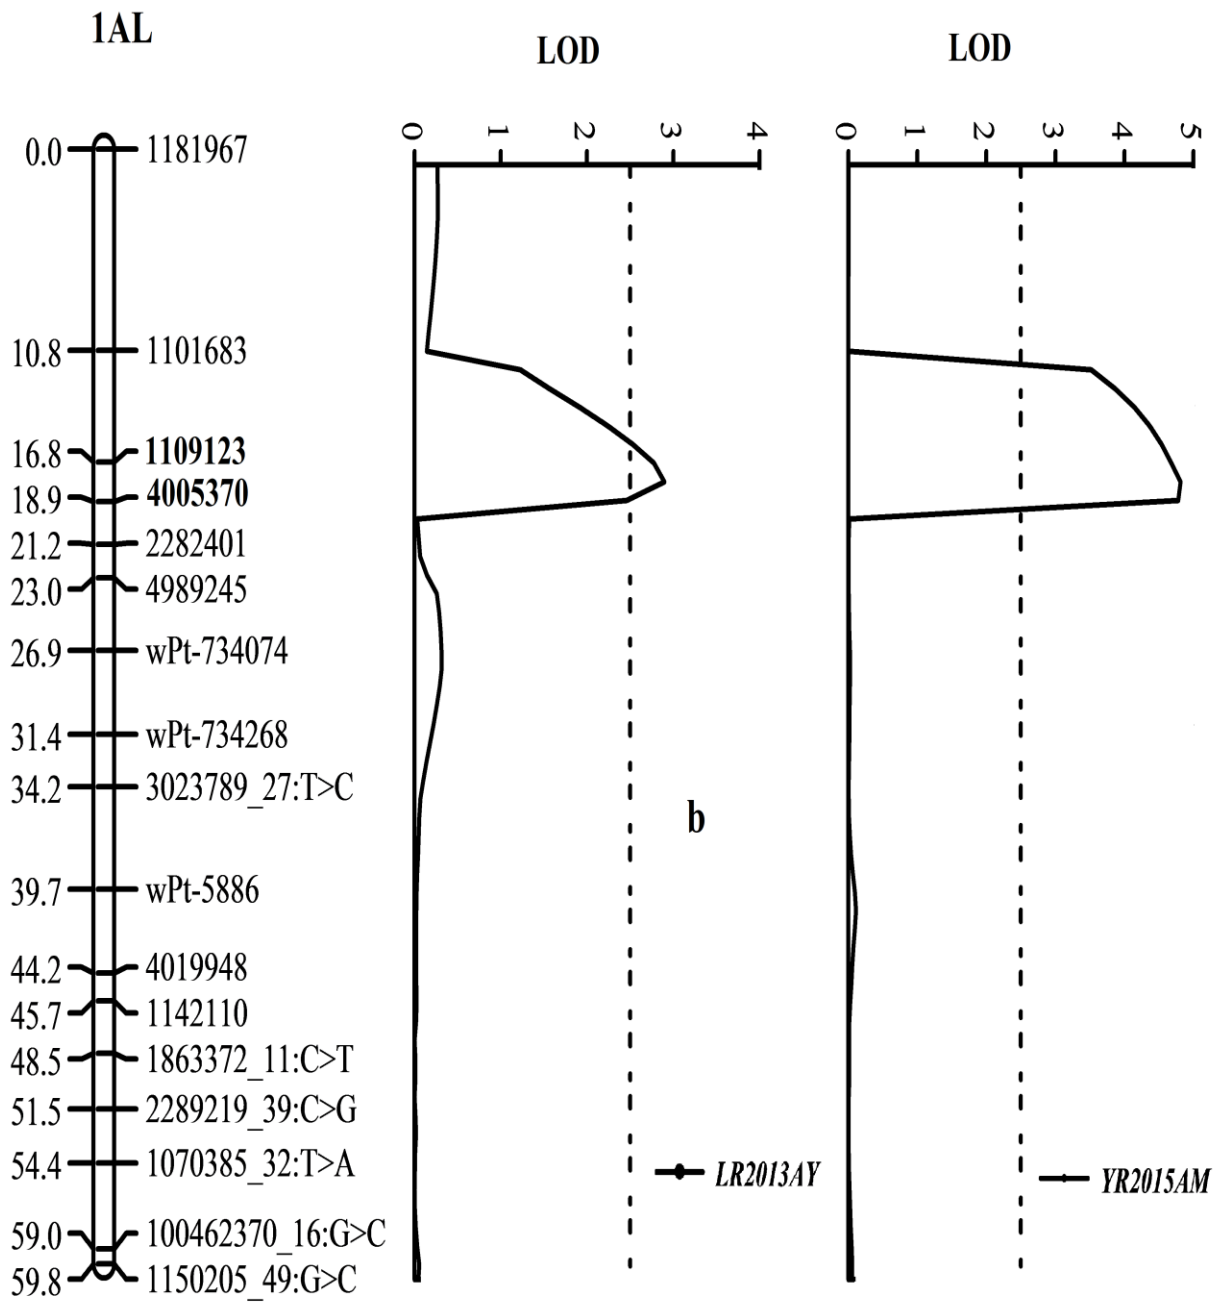 1AL
LOD
LOD
0 1 2 3 4
0 1 2 3 4 5
0.0 1181967
10.8 1101683
16.8 1109123
18.9 4005370
21.2 2282401
23.0 4989245
26.9 wPt-734074
31.4 wPt-734268
34.2 3023789_27:T>C
b
39.7 wPt-5886
44.2 4019948
45.7 1142110
48.5 1863372_11:C>T
51.5 2289219_39:C>G
54.4 1070385_32:T>A
LR2013AY
YR2015AM
59.0 100462370_16:G>C
59.8 1150205_49:G>C